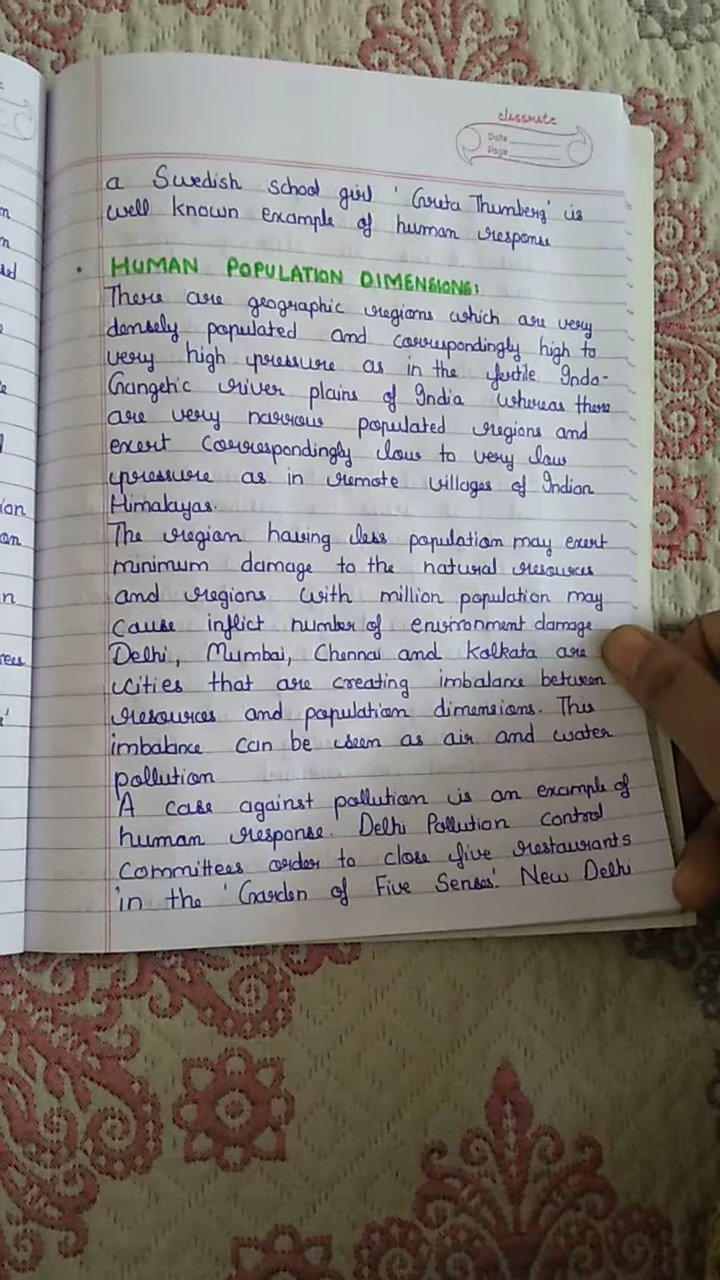 classmate
Date
Page
a Swedish school girl 'Greta Thunberg' is
well known example of human response
• HUMAN POPULATION DIMENSIONS:
There are geographic regions which are very
densely populated and correspondingly high to
very high pressure as in the fertile Indo-
Gangetic river plains of India whereas there
are very narrow populated regions and
exert correspondingly low to very low
pressure as in remote villages of Indian
Himalayas.
The region having less population may exert
minimum damage to the natural resources
and regions with million population may
cause inflict number of environment damage
Delhi, Mumbai, Chennai and Kolkata are
cities that are creating imbalance between
resources and population dimensions. This
imbalance can be seen as air and water
pollution
A case against pollution is an example of
human response. Delhi Pollution Control
Committees order to close five restaurants
in the 'Garden of Five Senses'. New Delhi